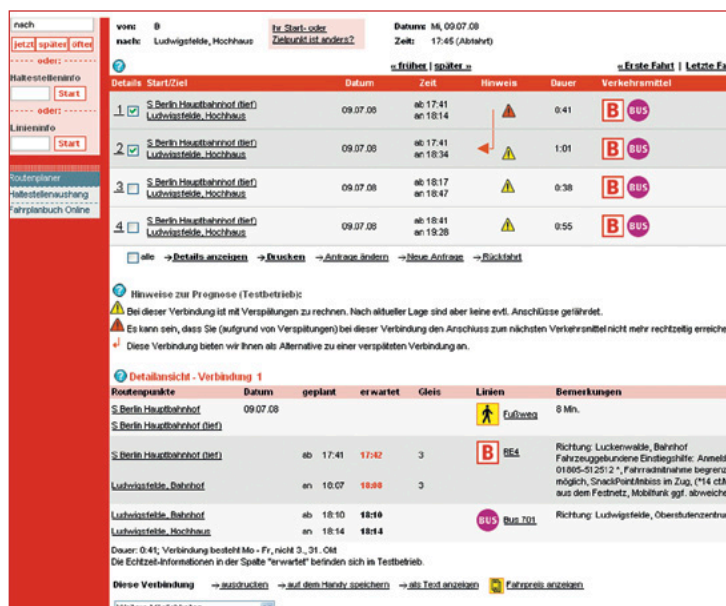 nach
jetzt später öfter
oder:
Haltestelleninfo
Start
oder:
Linieninfo
Start
Routenplaner
Haltestellenaushang
Fahrplanbuch Online
von: B
nach: Ludwigsfelde, Hochhaus
Ihr Start- oder
Zielpunkt ist anders?
Datum: Mi, 09.07.08
Zeit: 17:45 (Abfahrt)
« früher | später »
« Erste Fahrt | Letzte Fa
Details Start/Ziel Datum Zeit Hinweis Dauer Verkehrsmittel
1 S Berlin Hauptbahnhof (tief) 09.07.08 ab 17:41 0:41 B BUS
Ludwigsfelde, Hochhaus an 18:14
2 S Berlin Hauptbahnhof (tief) 09.07.08 ab 17:41 1:01 B BUS
Ludwigsfelde, Hochhaus an 18:34
3 S Berlin Hauptbahnhof (tief) 09.07.08 ab 18:17 0:38 B BUS
Ludwigsfelde, Hochhaus an 18:47
4 S Berlin Hauptbahnhof (tief) 09.07.08 ab 18:41 0:55 B BUS
Ludwigsfelde, Hochhaus an 19:28
alle → Details anzeigen → Drucken → Anfrage ändern → Neue Anfrage → Rückfahrt
Hinweise zur Prognose (Testbetrieb):
Bei dieser Verbindung ist mit Verspätungen zu rechnen. Nach aktueller Lage sind aber keine evtl. Anschlüsse gefährdet.
Es kann sein, dass Sie (aufgrund von Verspätungen) bei dieser Verbindung den Anschluss zum nächsten Verkehrsmittel nicht mehr rechtzeitig erreiche
Diese Verbindung bieten wir Ihnen als Alternative zu einer verspäteten Verbindung an.
Detailansicht - Verbindung 1
Routenpunkte Datum geplant erwartet Gleis Linien Bemerkungen
S Berlin Hauptbahnhof 09.07.08 Fußweg 8 Min.
S Berlin Hauptbahnhof (tief)
S Berlin Hauptbahnhof (tief) ab 17:41 17:42 3 B RE4 Richtung: Luckenwalde, Bahnhof
Fahrzeuggebundene Einstiegshilfe: Anmeld
01805-512512 *, Fahrradmitnahme begrenz
möglich, SnackPoint/Imbiss im Zug, (*14 ct/M
aus dem Festnetz, Mobilfunk ggf. abweiche
Ludwigsfelde, Bahnhof an 18:07 18:08 3
Ludwigsfelde, Bahnhof ab 18:10 18:10 BUS Bus 701 Richtung: Ludwigsfelde, Oberstufenzentru
Ludwigsfelde, Hochhaus an 18:14 18:14
Dauer: 0:41; Verbindung besteht Mo - Fr, nicht 3., 31. Okt
Die Echtzeit-Informationen in der Spalte "erwartet" befinden sich im Testbetrieb.
Diese Verbindung → ausdrucken → auf dem Handy speichern → als Text anzeigen Fahrpreis anzeigen